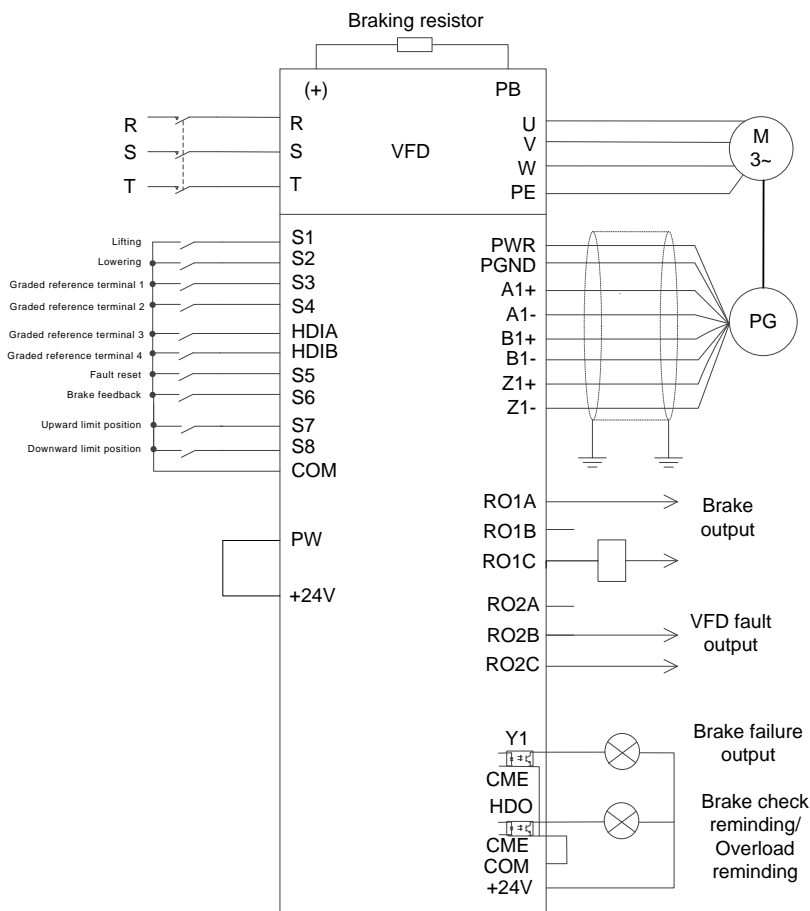 Braking resistor
(+)
PB
R
S
T
R
S
T
VFD
U
V
W
PE
M
3~
Lifting
Lowering
Graded reference terminal 1
Graded reference terminal 2
Graded reference terminal 3
Graded reference terminal 4
Fault reset
Brake feedback
Upward limit position
Downward limit position
S1
S2
S3
S4
HDIA
HDIB
S5
S6
S7
S8
COM
PW
+24V
PWR
PGND
A1+
A1-
B1+
B1-
Z1+
Z1-
PG
RO1A
RO1B
RO1C
Brake
output
RO2A
RO2B
RO2C
VFD fault
output
Y1
CME
HDO
CME
COM
+24V
Brake failure
output
Brake check
reminding/
Overload
reminding